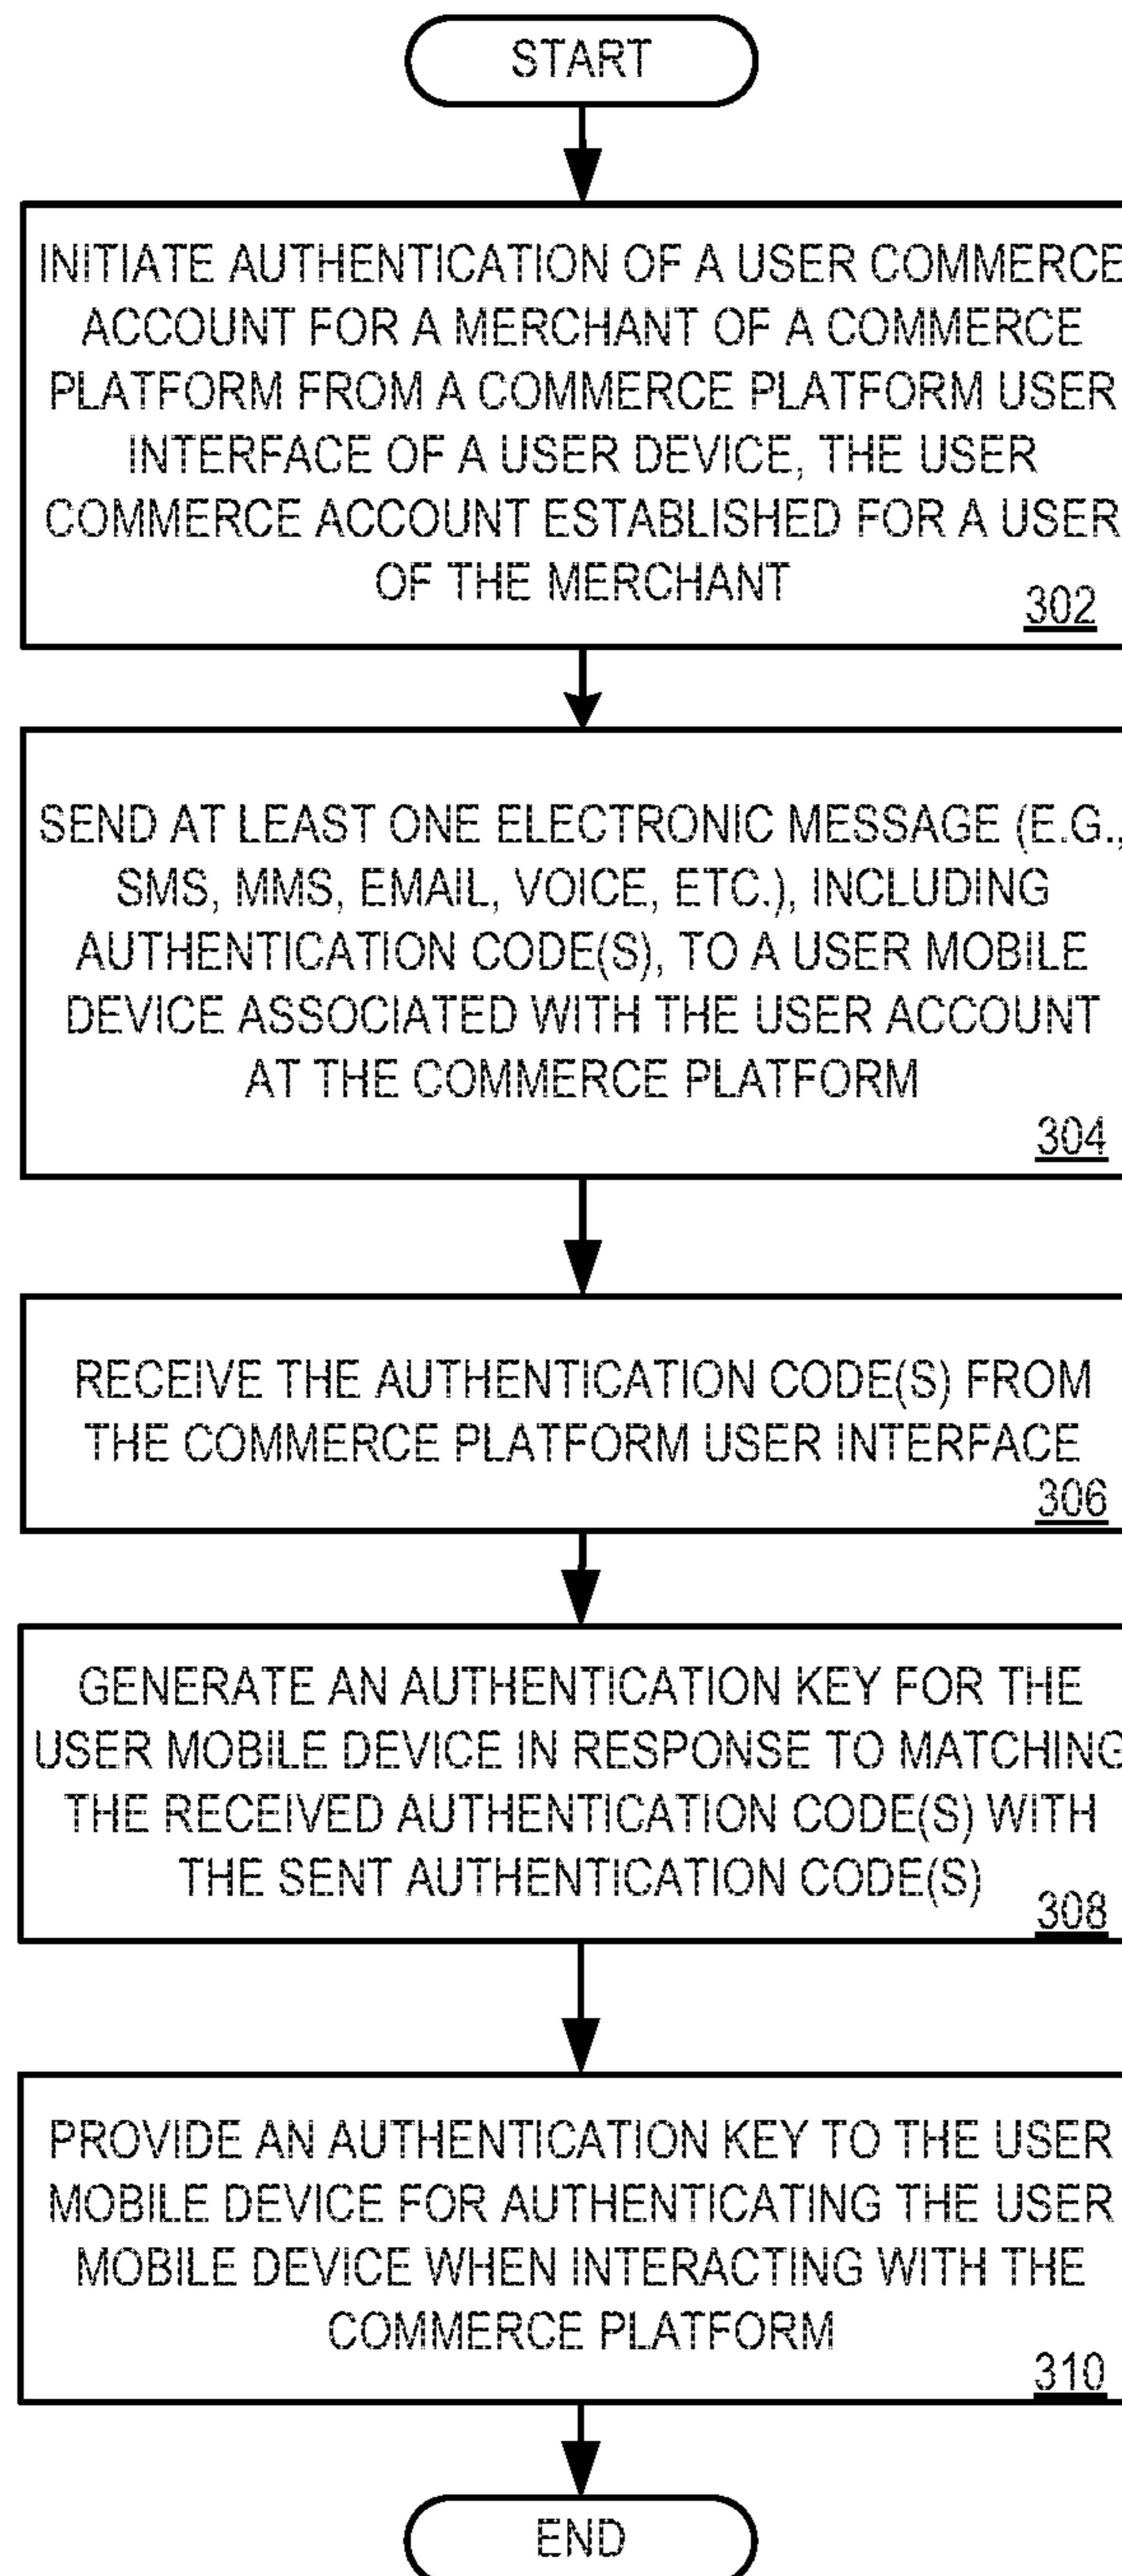 START
INITIATE AUTHENTICATION OF A USER COMMERCE
ACCOUNT FOR A MERCHANT OF A COMMERCE
PLATFORM FROM A COMMERCE PLATFORM USER
INTERFACE OF A USER DEVICE, THE USER
COMMERCE ACCOUNT ESTABLISHED FOR A USER
OF THE MERCHANT
302
SEND AT LEAST ONE ELECTRONIC MESSAGE (E.G.,
SMS, MMS, EMAIL, VOICE, ETC.), INCLUDING
AUTHENTICATION CODE(S), TO A USER MOBILE
DEVICE ASSOCIATED WITH THE USER ACCOUNT
AT THE COMMERCE PLATFORM
304
RECEIVE THE AUTHENTICATION CODE(S) FROM
THE COMMERCE PLATFORM USER INTERFACE
306
GENERATE AN AUTHENTICATION KEY FOR THE
USER MOBILE DEVICE IN RESPONSE TO MATCHING
THE RECEIVED AUTHENTICATION CODE(S) WITH
THE SENT AUTHENTICATION CODE(S)
308
PROVIDE AN AUTHENTICATION KEY TO THE USER
MOBILE DEVICE FOR AUTHENTICATING THE USER
MOBILE DEVICE WHEN INTERACTING WITH THE
COMMERCE PLATFORM
310
END